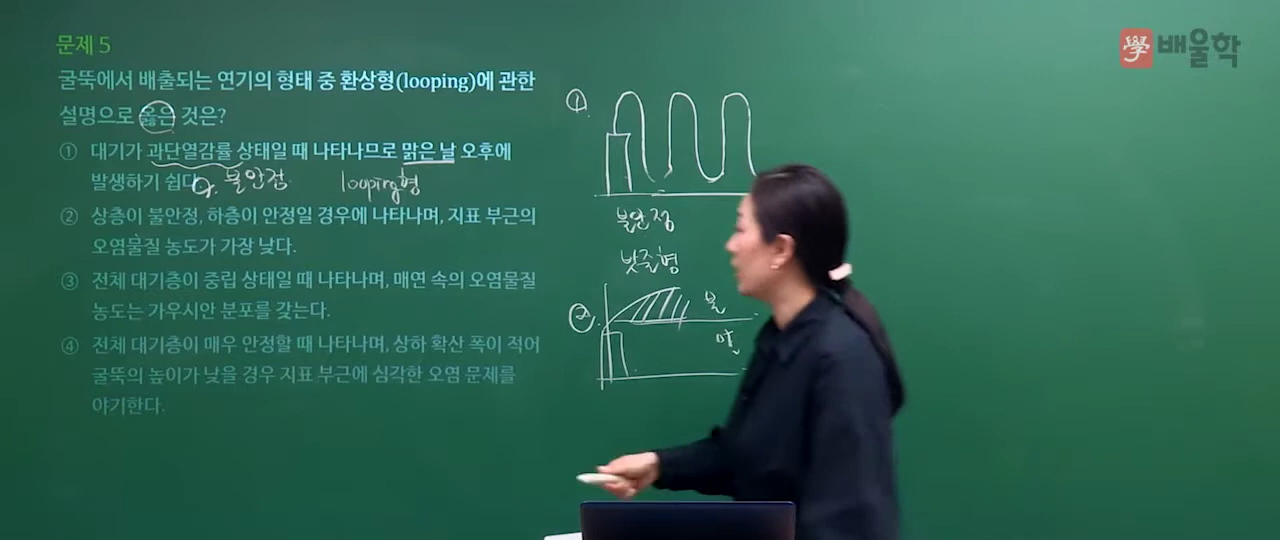 문제 5
學 배울학
굴뚝에서 배출되는 연기의 형태 중 환상형(looping)에 관한
설명으로 옳은 것은?
① 대기가 과단열감률 상태일 때 나타나므로 맑은 날 오후에
발생하기 쉽다.
불안정 looping형
② 상층이 불안정, 하층이 안정일 경우에 나타나며, 지표 부근의
오염물질 농도가 가장 낮다.
③ 전체 대기층이 중립 상태일 때 나타나며, 매연 속의 오염물질
농도는 가우시안 분포를 갖는다.
④ 전체 대기층이 매우 안정할 때 나타나며, 상하 확산 폭이 적어
굴뚝의 높이가 낮을 경우 지표 부근에 심각한 오염 문제를
야기한다.
①
불안정
밧줄형
②
불
안